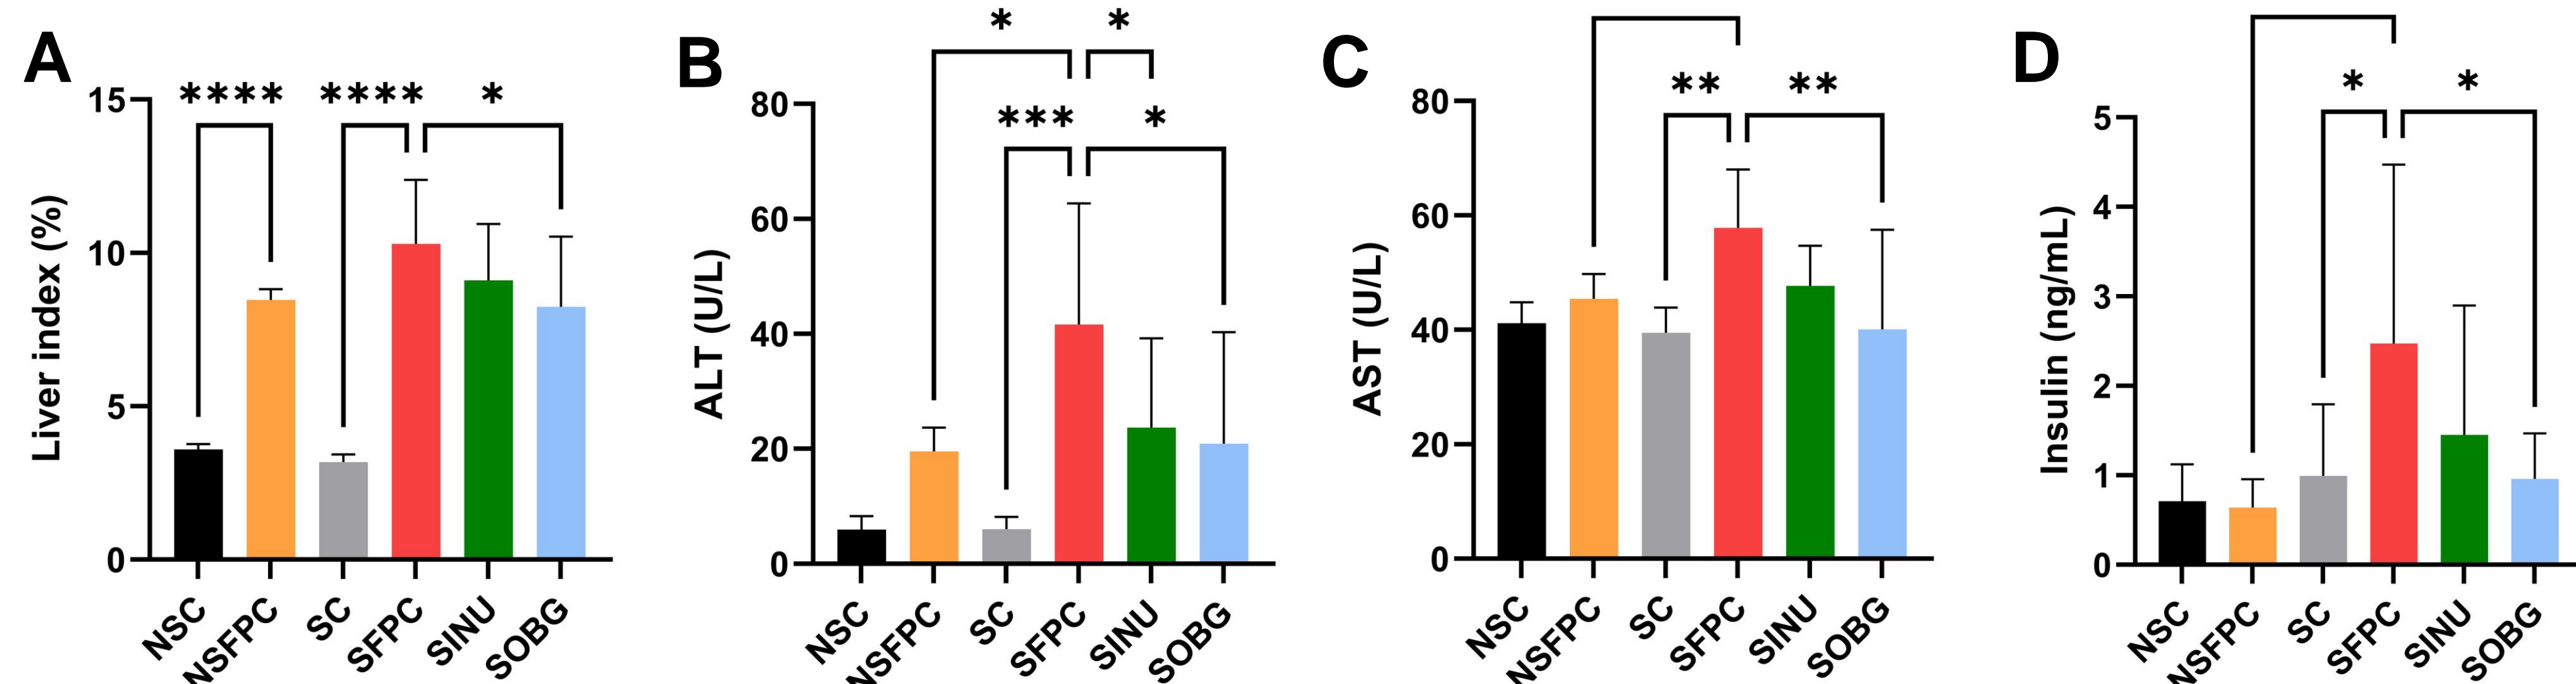 A
****
****
*
15
10
5
0
Liver index (%)
NSC
NSFPC
SC
SFPC
SINU
SOBG
B
*
*
***
*
80
60
40
20
0
ALT (U/L)
NSC
NSFPC
SC
SFPC
SINU
SOBG
C
**
**
80
60
40
20
0
AST (U/L)
NSC
NSFPC
SC
SFPC
SINU
SOBG
D
*
*
5
4
3
2
1
0
Insulin (ng/mL)
NSC
NSFPC
SC
SFPC
SINU
SOBG